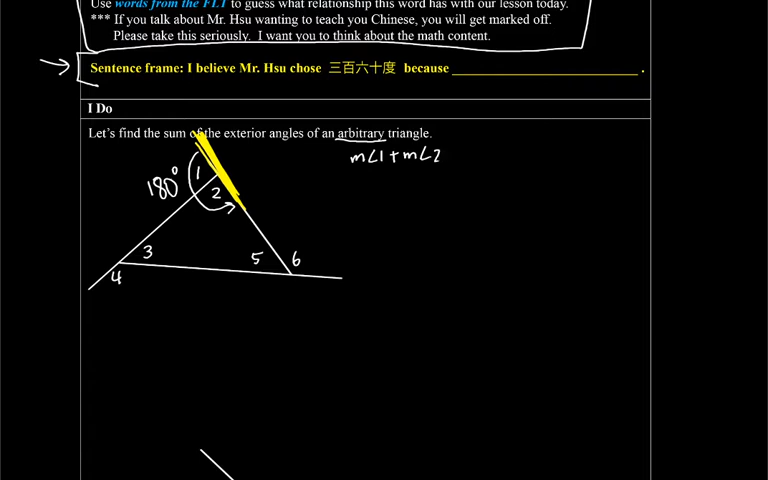 Use words from the FLT to guess what relationship this word has with our lesson today.
*** If you talk about Mr. Hsu wanting to teach you Chinese, you will get marked off.
Please take this seriously. I want you to think about the math content.
Sentence frame: I believe Mr. Hsu chose 三百六十度 because ____________________________ .
I Do
Let's find the sum of the exterior angles of an arbitrary triangle.
m∠1+m∠2
180° 1
2
3 5 6
4